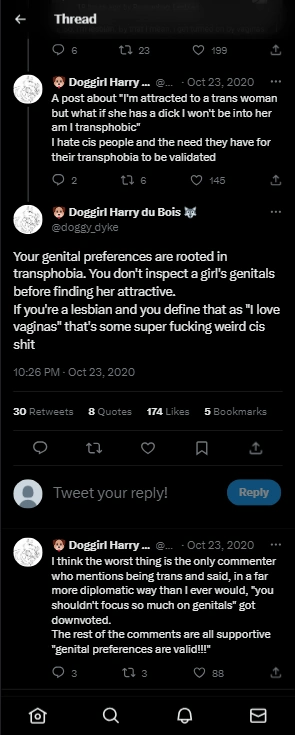 Thread
6 23 199
Doggirl Harry ... @... · Oct 23, 2020
A post about "I'm attracted to a trans woman
but what if she has a dick I won't be into her
am I transphobic"
I hate cis people and the need they have for
their transphobia to be validated
2 6 145
Doggirl Harry du Bois
@doggy_dyke
Your genital preferences are rooted in
transphobia. You don't inspect a girl's genitals
before finding her attractive.
If you're a lesbian and you define that as "I love
vaginas" that's some super fucking weird cis
shit
10:26 PM · Oct 23, 2020
30 Retweets 8 Quotes 174 Likes 5 Bookmarks
Tweet your reply!
Reply
Doggirl Harry ... @... · Oct 23, 2020
I think the worst thing is the only commenter
who mentions being trans and said, in a far
more diplomatic way than I ever would, "you
shouldn't focus so much on genitals" got
downvoted.
The rest of the comments are all supportive
"genital preferences are valid!!!"
3 3 88